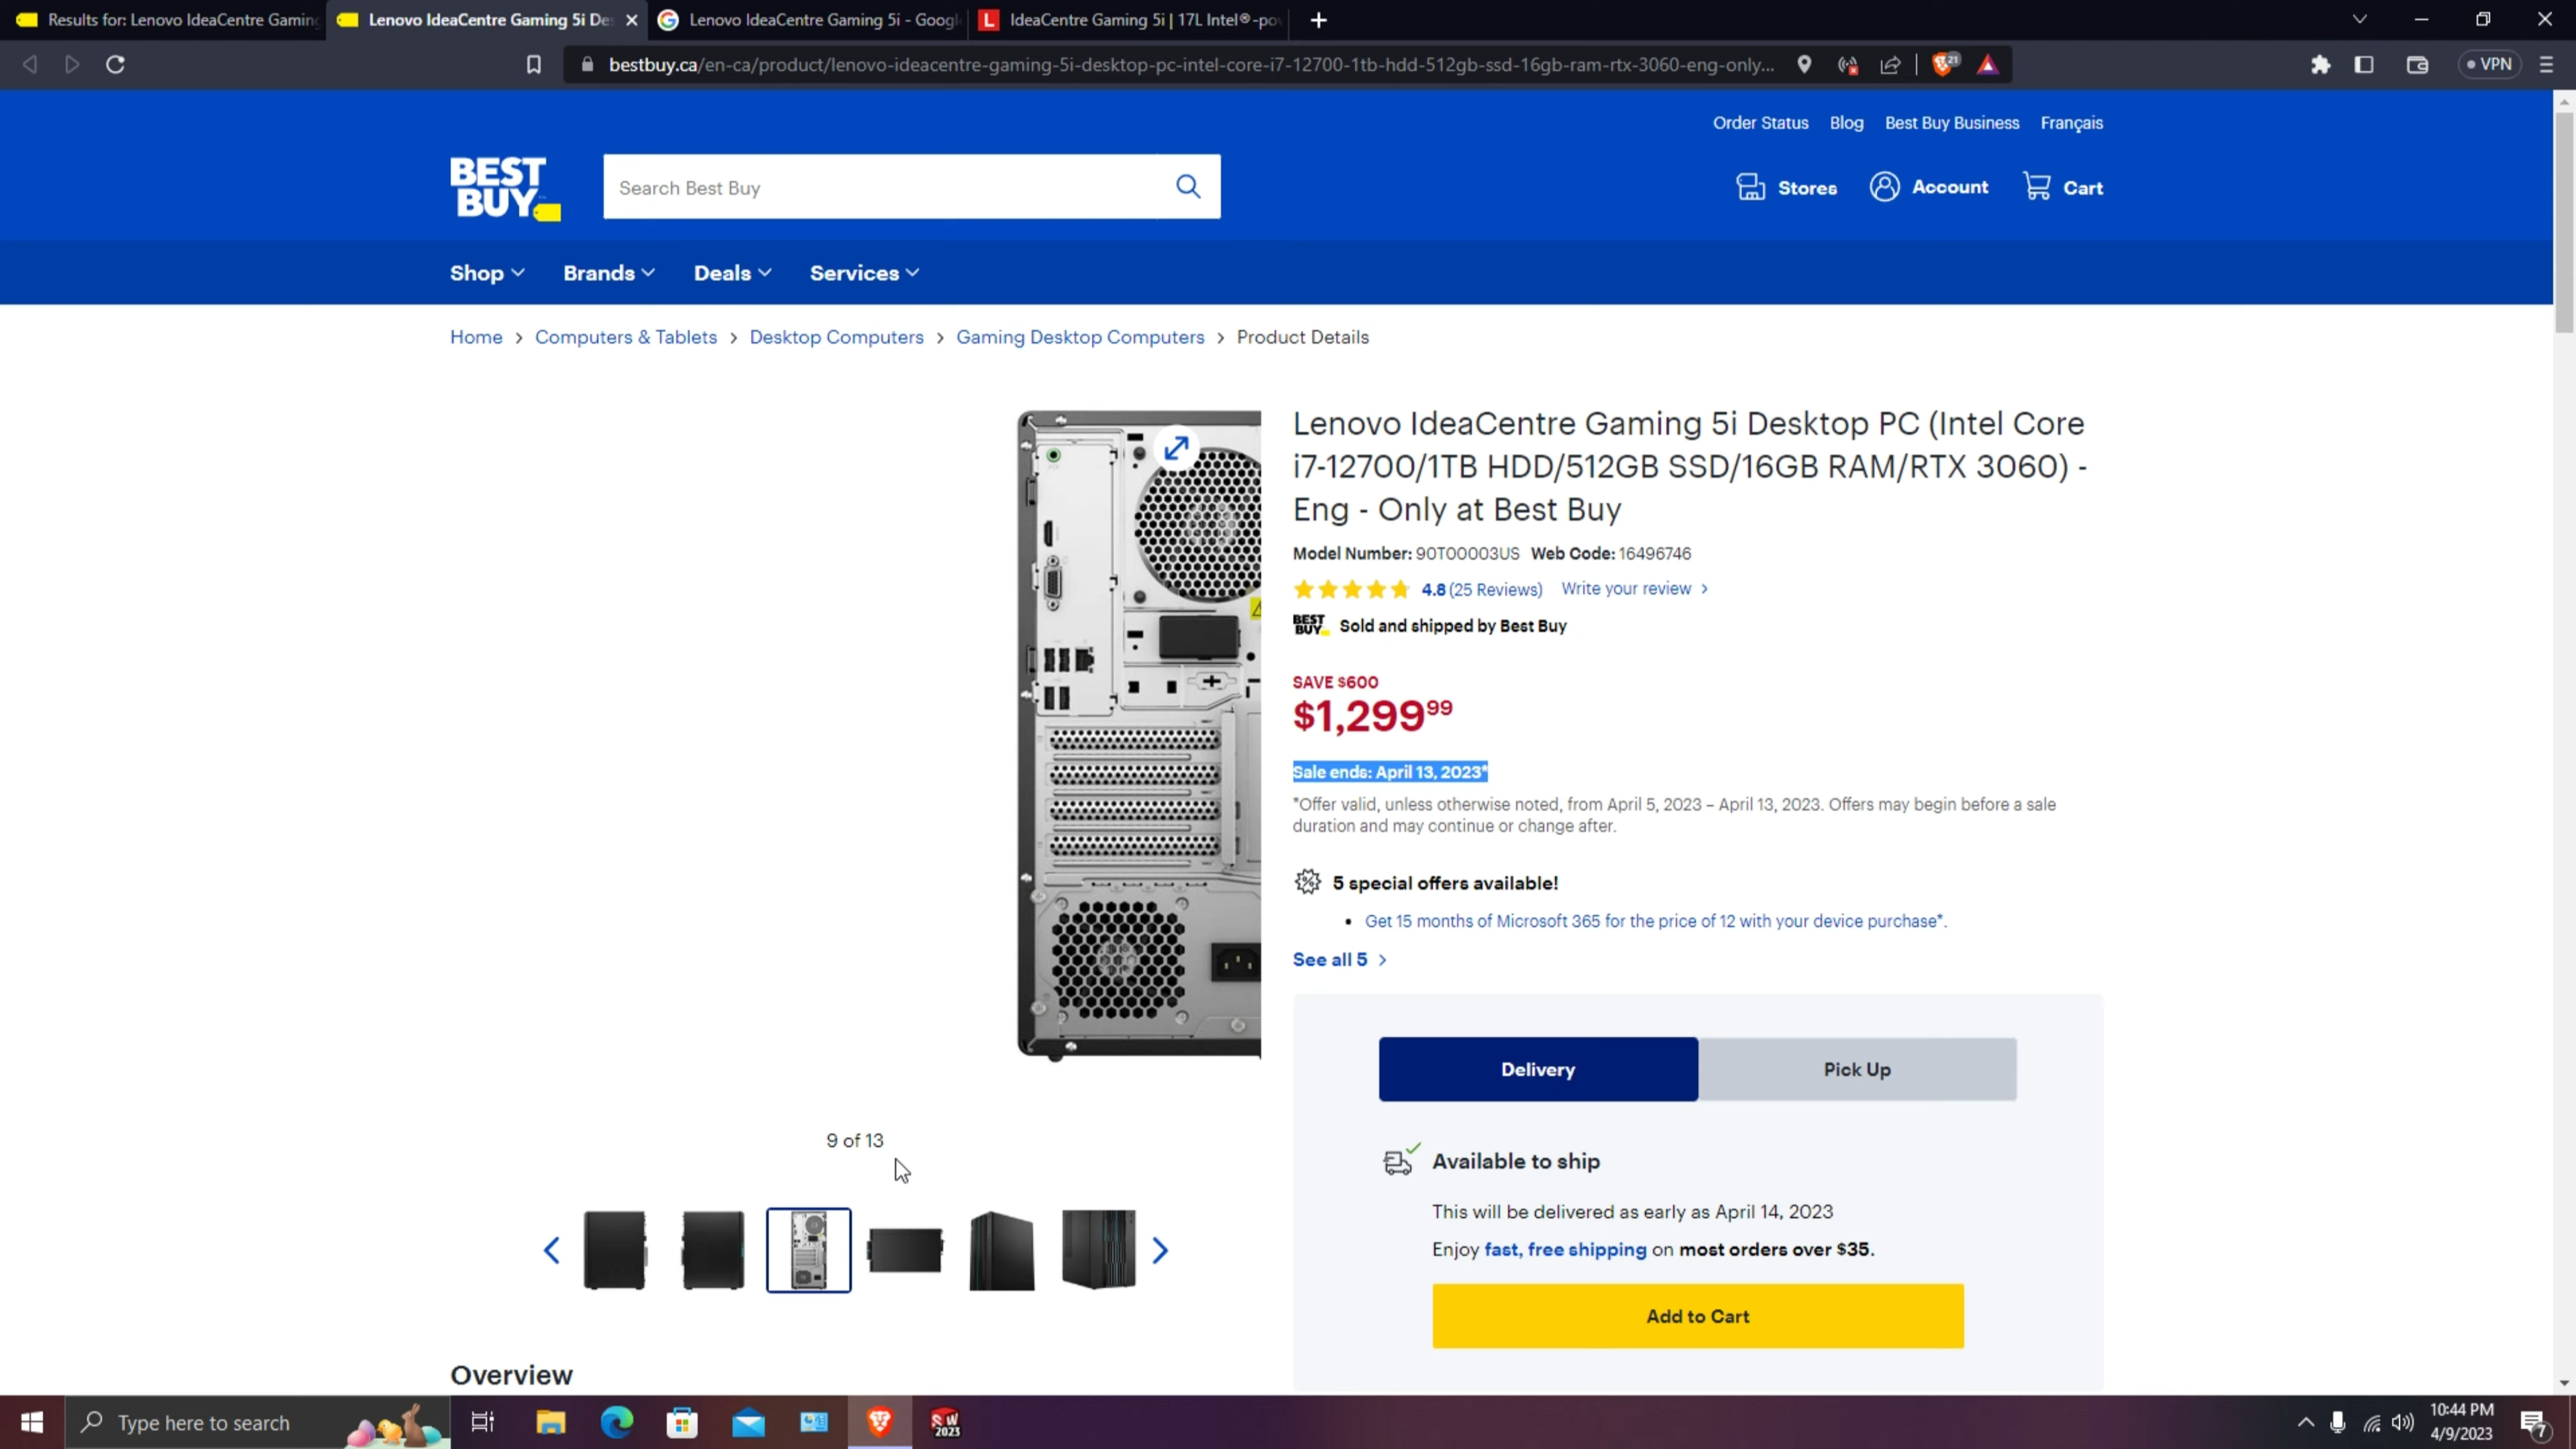 Results for: Lenovo IdeaCentre Gaming
Lenovo IdeaCentre Gaming 5i De
Lenovo IdeaCentre Gaming 5i - Googl
IdeaCentre Gaming 5i | 17L Intel®-po
bestbuy.ca/en-ca/product/lenovo-ideacentre-gaming-5i-desktop-pc-intel-core-i7-12700-1tb-hdd-512gb-ssd-16gb-ram-rtx-3060-eng-only...
21
VPN
Order Status Blog Best Buy Business Français
BEST BUY
Search Best Buy
Stores Account Cart
Shop Brands Deals Services
Home > Computers & Tablets > Desktop Computers > Gaming Desktop Computers > Product Details
Lenovo IdeaCentre Gaming 5i Desktop PC (Intel Core
i7-12700/1TB HDD/512GB SSD/16GB RAM/RTX 3060) -
Eng - Only at Best Buy
Model Number: 90T00003US Web Code: 16496746
4.8 (25 Reviews) Write your review >
BEST BUY Sold and shipped by Best Buy
SAVE $600
$1,299.99
Sale ends: April 13, 2023*
*Offer valid, unless otherwise noted, from April 5, 2023 – April 13, 2023. Offers may begin before a sale
duration and may continue or change after.
5 special offers available!
• Get 15 months of Microsoft 365 for the price of 12 with your device purchase*.
See all 5 >
Delivery Pick Up
9 of 13
Available to ship
This will be delivered as early as April 14, 2023
Enjoy fast, free shipping on most orders over $35.
Add to Cart
Overview
Type here to search
SW 2023
10:44 PM
4/9/2023
7